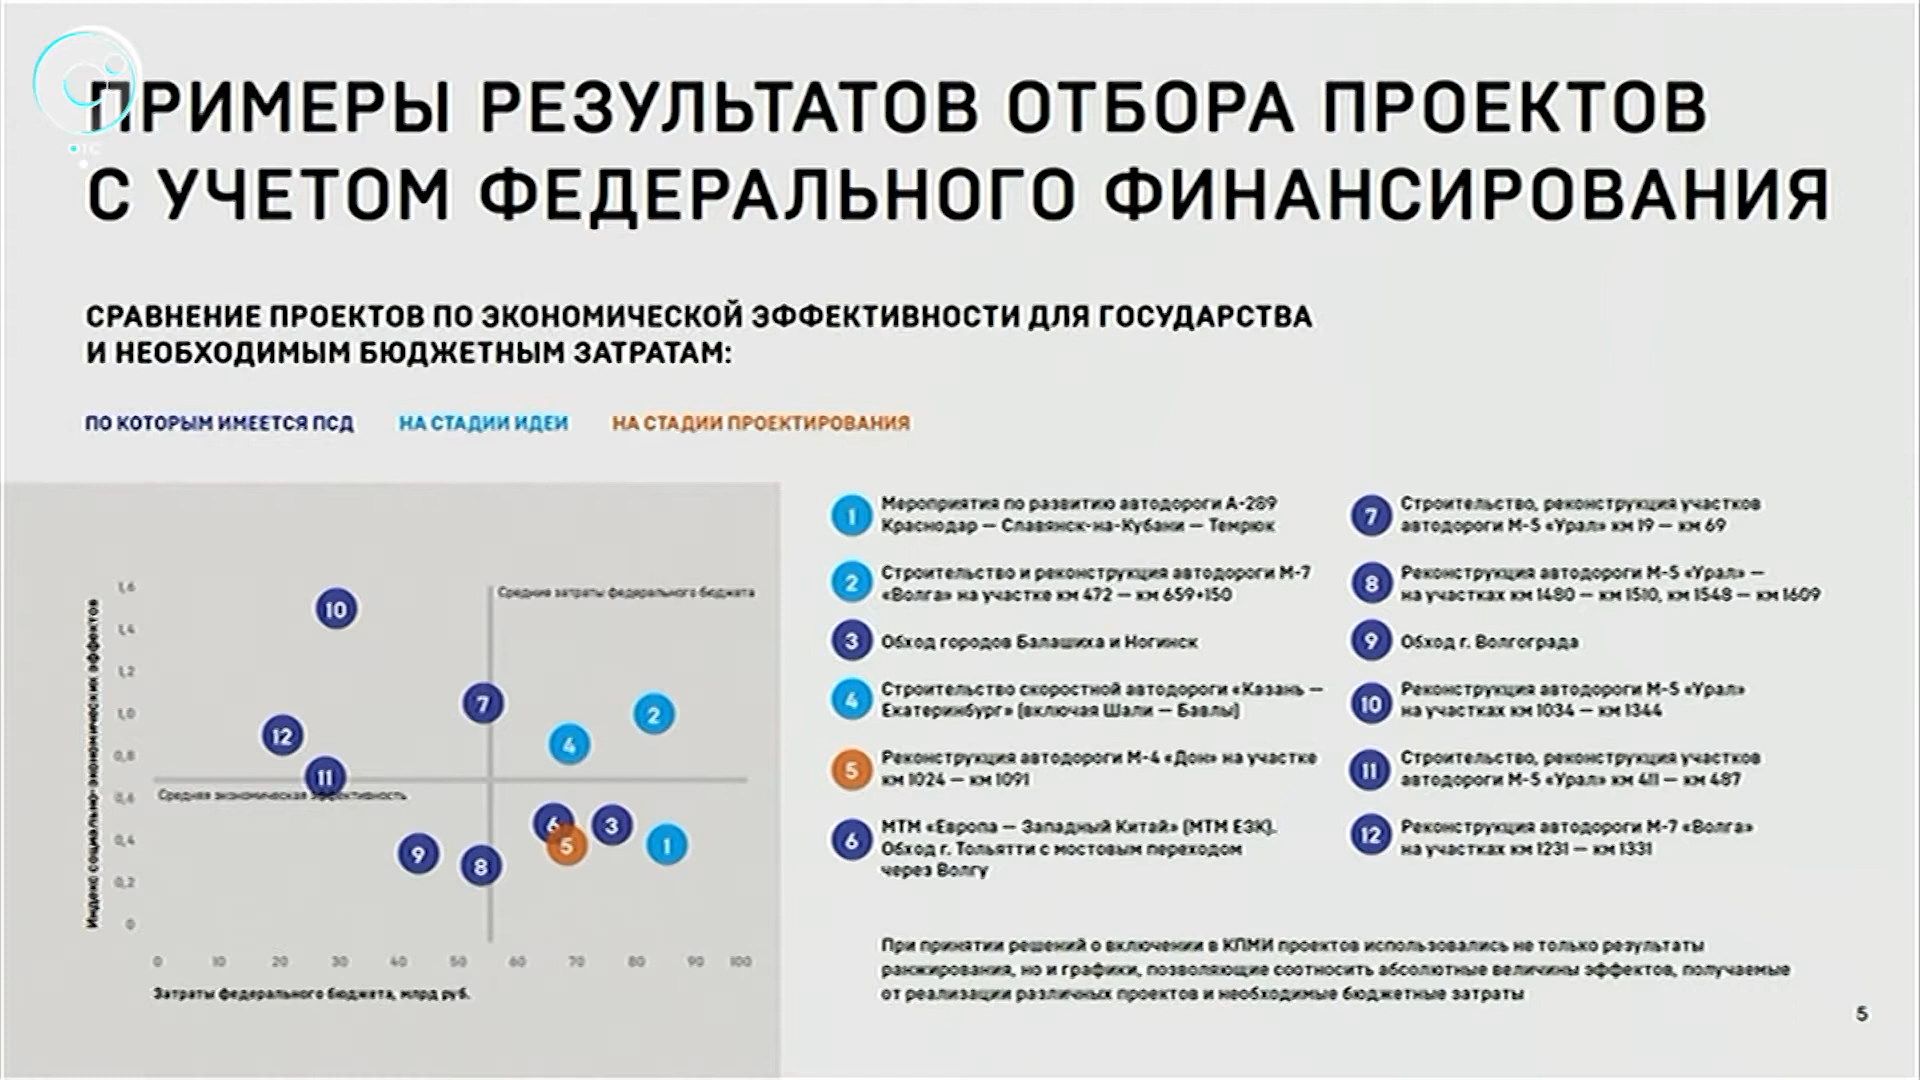 ПРИМЕРЫ РЕЗУЛЬТАТОВ ОТБОРА ПРОЕКТОВ
С УЧЕТОМ ФЕДЕРАЛЬНОГО ФИНАНСИРОВАНИЯ
СРАВНЕНИЕ ПРОЕКТОВ ПО ЭКОНОМИЧЕСКОЙ ЭФФЕКТИВНОСТИ ДЛЯ ГОСУДАРСТВА
И НЕОБХОДИМЫМ БЮДЖЕТНЫМ ЗАТРАТАМ:
ПО КОТОРЫМ ИМЕЕТСЯ ПСД НА СТАДИИ ИДЕИ НА СТАДИИ ПРОЕКТИРОВАНИЯ
Индекс социально-экономических эффектов
1,6
1,4
1,2
1,0
0,8
0,6
0,4
0,2
0
Средние затраты федерального бюджета
Средняя экономическая эффективность
10
7
2
12
4
11
6
3
5
1
9
8
0 10 20 30 40 50 60 70 80 90 100
Затраты федерального бюджета, млрд руб.
1 Мероприятия по развитию автодороги А-289
Краснодар — Славянск-на-Кубани — Темрюк
2 Строительство и реконструкция автодороги М-7
«Волга» на участке км 472 — км 659+150
3 Обход городов Балашиха и Ногинск
4 Строительство скоростной автодороги «Казань —
Екатеринбург» (включая Шали — Бавлы)
5 Реконструкция автодороги М-4 «Дон» на участке
км 1024 — км 1091
6 МТМ «Европа — Западный Китай» (МТМ ЕЗК).
Обход г. Тольятти с мостовым переходом
через Волгу
7 Строительство, реконструкция участков
автодороги М-5 «Урал» км 19 — км 69
8 Реконструкция автодороги М-5 «Урал» —
на участках км 1480 — км 1510, км 1548 — км 1609
9 Обход г. Волгограда
10 Реконструкция автодороги М-5 «Урал»
на участках км 1034 — км 1344
11 Строительство, реконструкция участков
автодороги М-5 «Урал» км 411 — км 487
12 Реконструкция автодороги М-7 «Волга»
на участках км 1231 — км 1331
При принятии решений о включении в КПМИ проектов использовались не только результаты
ранжирования, но и графики, позволяющие соотносить абсолютные величины эффектов, получаемые
от реализации различных проектов и необходимые бюджетные затраты
5